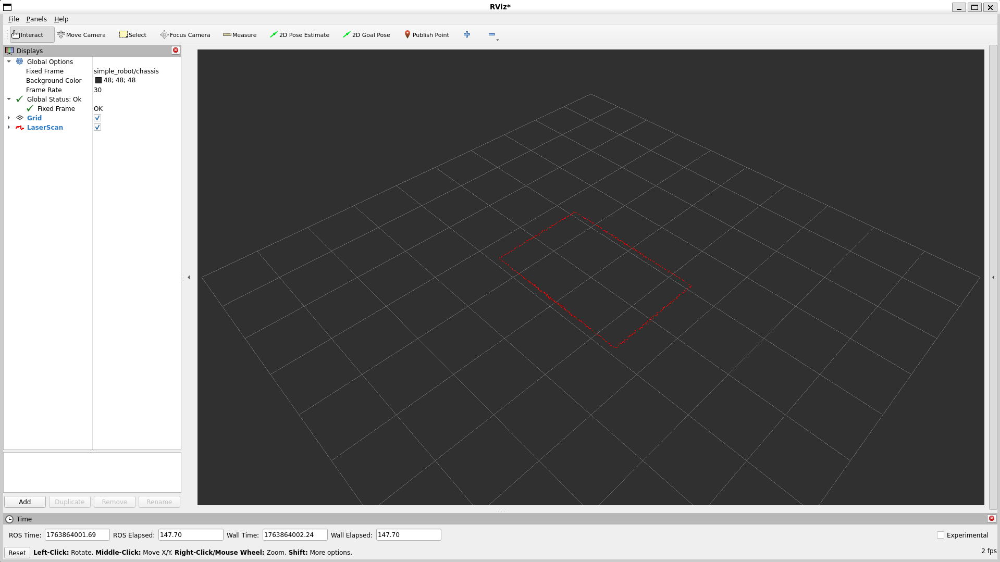 RViz*
File Panels Help
Interact Move Camera Select Focus Camera Measure 2D Pose Estimate 2D Goal Pose Publish Point
Displays
Global Options
Fixed Frame simple_robot/chassis
Background Color 48; 48; 48
Frame Rate 30
Global Status: Ok
Fixed Frame OK
Grid
LaserScan
Add Duplicate Remove Rename
Time
ROS Time: 1763864001.69 ROS Elapsed: 147.70 Wall Time: 1763864002.24 Wall Elapsed: 147.70 Experimental
Reset Left-Click: Rotate. Middle-Click: Move X/Y. Right-Click/Mouse Wheel: Zoom. Shift: More options. 2 fps